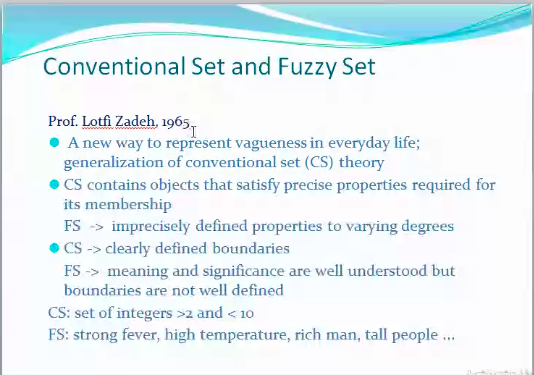 Conventional Set and Fuzzy Set
Prof. Lotfi Zadeh, 1965
A new way to represent vagueness in everyday life;
generalization of conventional set (CS) theory
CS contains objects that satisfy precise properties required for
its membership
FS -> imprecisely defined properties to varying degrees
CS -> clearly defined boundaries
FS -> meaning and significance are well understood but
boundaries are not well defined
CS: set of integers >2 and < 10
FS: strong fever, high temperature, rich man, tall people ...